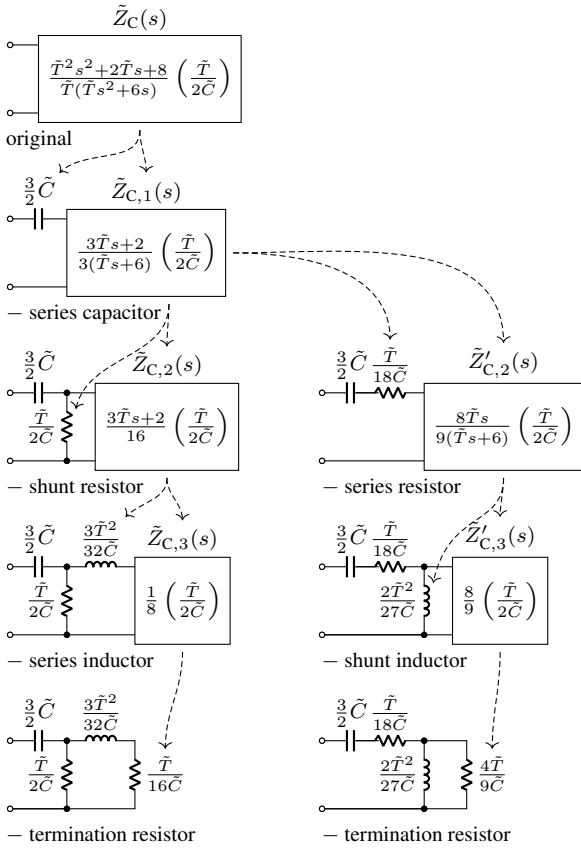 Z̃_C(s)
(T̃²s²+2T̃s+8)/(T̃(T̃s²+6s)) (T̃/2C̃)
original
3/2 C̃ Z̃_C,1(s)
(3T̃s+2)/(3(T̃s+6)) (T̃/2C̃)
– series capacitor
3/2 C̃ Z̃_C,2(s) 3/2 C̃ T̃/18C̃ Z̃′_C,2(s)
T̃/2C̃ (3T̃s+2)/16 (T̃/2C̃) 8T̃s/(9(T̃s+6)) (T̃/2C̃)
– shunt resistor – series resistor
3/2 C̃ 3T̃²/32C̃ Z̃_C,3(s) 3/2 C̃ T̃/18C̃ Z̃′_C,3(s)
T̃/2C̃ 1/8 (T̃/2C̃) 2T̃²/27C̃ 8/9 (T̃/2C̃)
– series inductor – shunt inductor
3/2 C̃ 3T̃²/32C̃ 3/2 C̃ T̃/18C̃
T̃/2C̃ T̃/16C̃ 2T̃²/27C̃ 4T̃/9C̃
– termination resistor – termination resistor